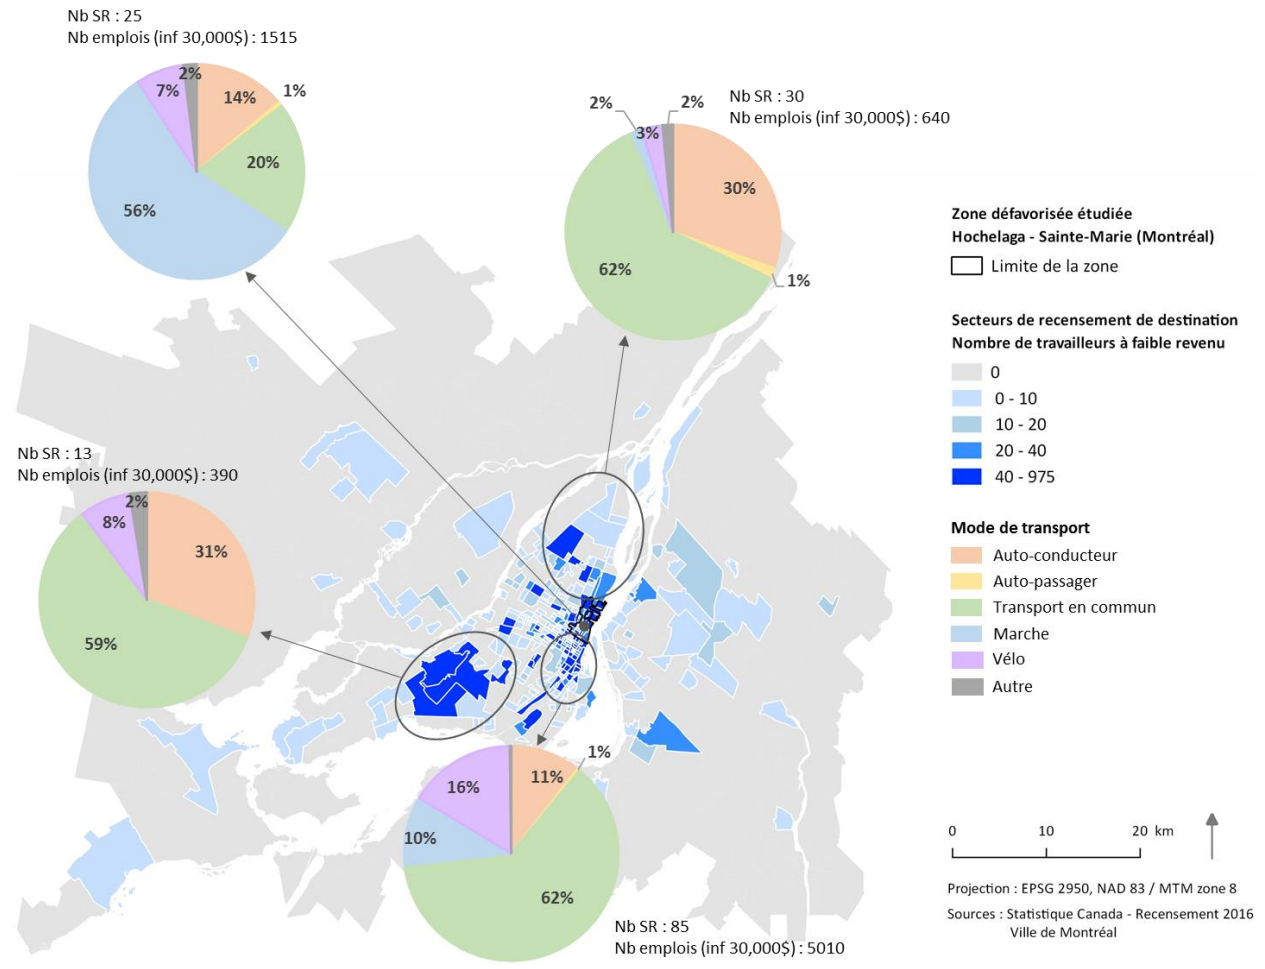 Nb SR : 25
Nb emplois (inf 30,000$) : 1515
2%
7%
14%
1%
20%
56%
Nb SR : 30
Nb emplois (inf 30,000$) : 640
2%
2%
3%
30%
62%
1%
Nb SR : 13
Nb emplois (inf 30,000$) : 390
2%
8%
31%
59%
1%
11%
16%
10%
62%
Nb SR : 85
Nb emplois (inf 30,000$) : 5010
Zone défavorisée étudiée
Hochelaga - Sainte-Marie (Montréal)
Limite de la zone
Secteurs de recensement de destination
Nombre de travailleurs à faible revenu
0
0 - 10
10 - 20
20 - 40
40 - 975
Mode de transport
Auto-conducteur
Auto-passager
Transport en commun
Marche
Vélo
Autre
0 10 20 km
Projection : EPSG 2950, NAD 83 / MTM zone 8
Sources : Statistique Canada - Recensement 2016
Ville de Montréal